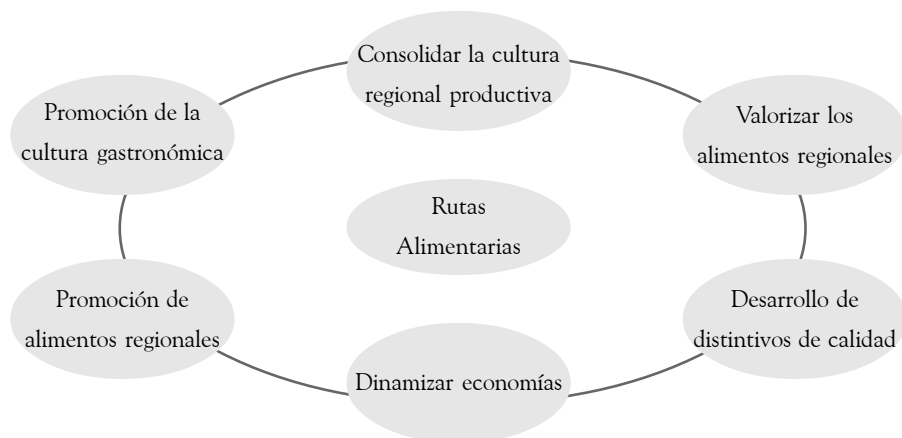 Consolidar la cultura
regional productiva
Promoción de la
cultura gastronómica
Valorizar los
alimentos regionales
Rutas
Alimentarias
Promoción de
alimentos regionales
Desarrollo de
distintivos de calidad
Dinamizar economías